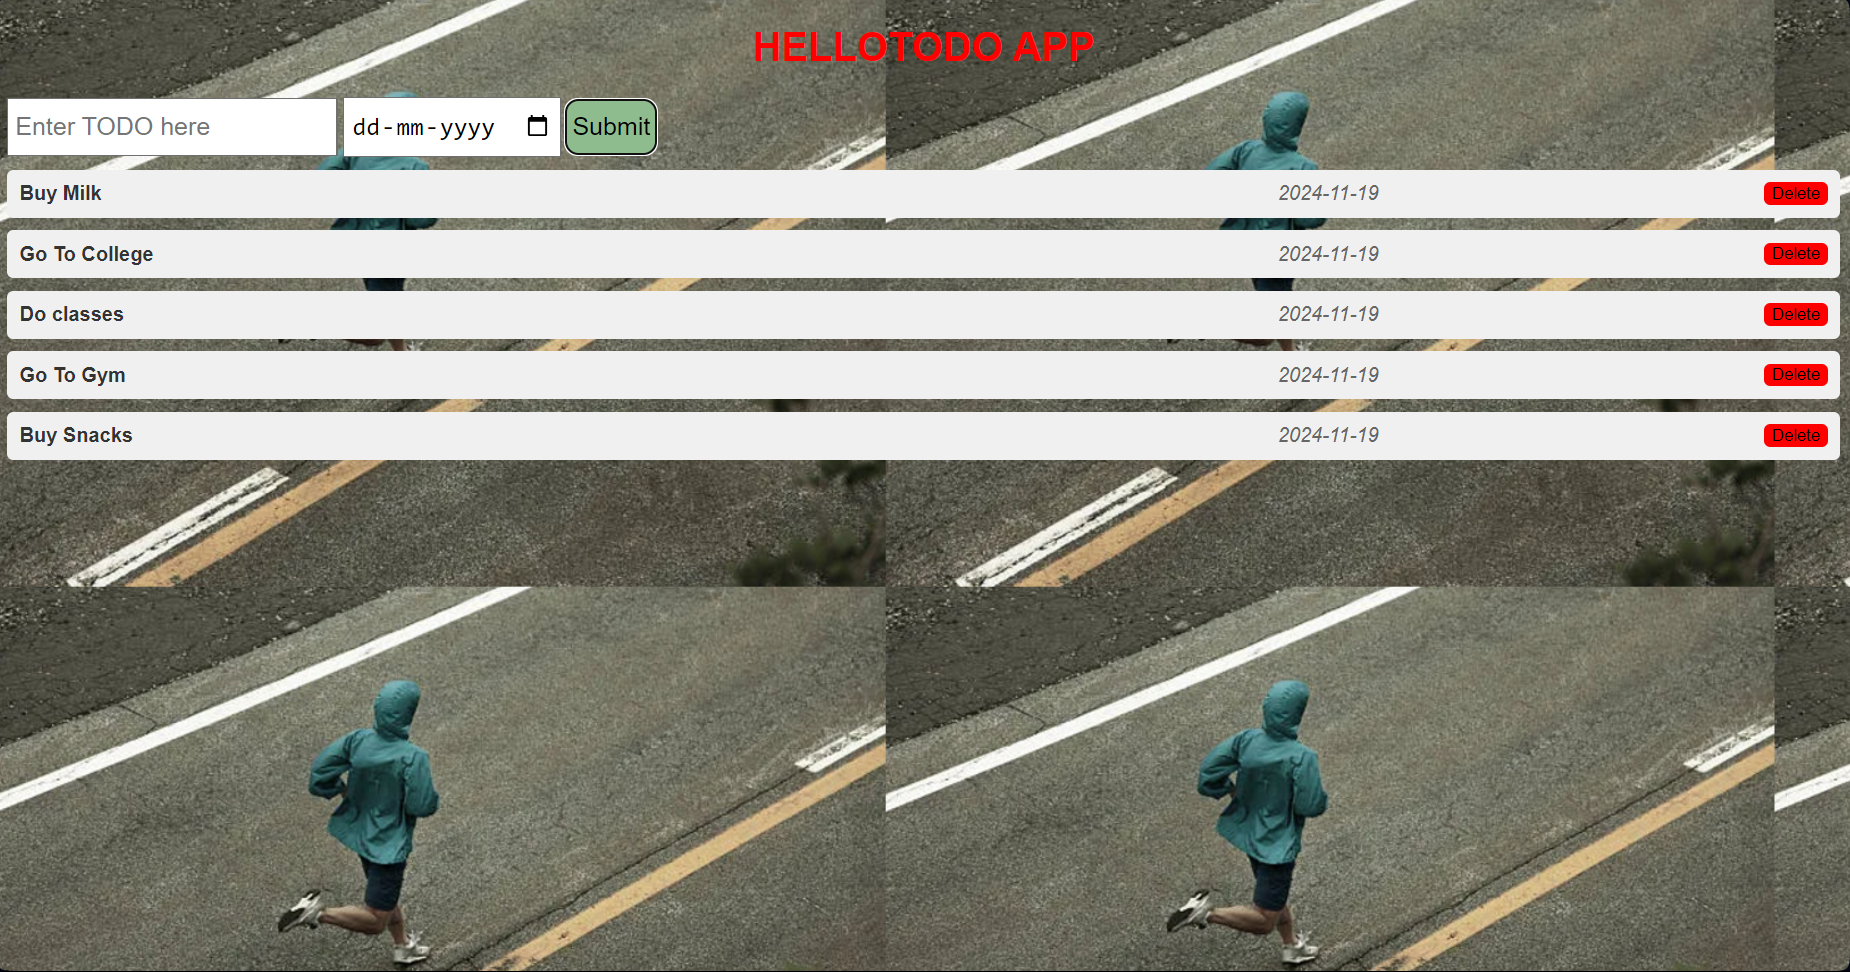 HELLOTODO APP
Enter TODO here dd-mm-yyyy Submit
Buy Milk 2024-11-19 Delete
Go To College 2024-11-19 Delete
Do classes 2024-11-19 Delete
Go To Gym 2024-11-19 Delete
Buy Snacks 2024-11-19 Delete